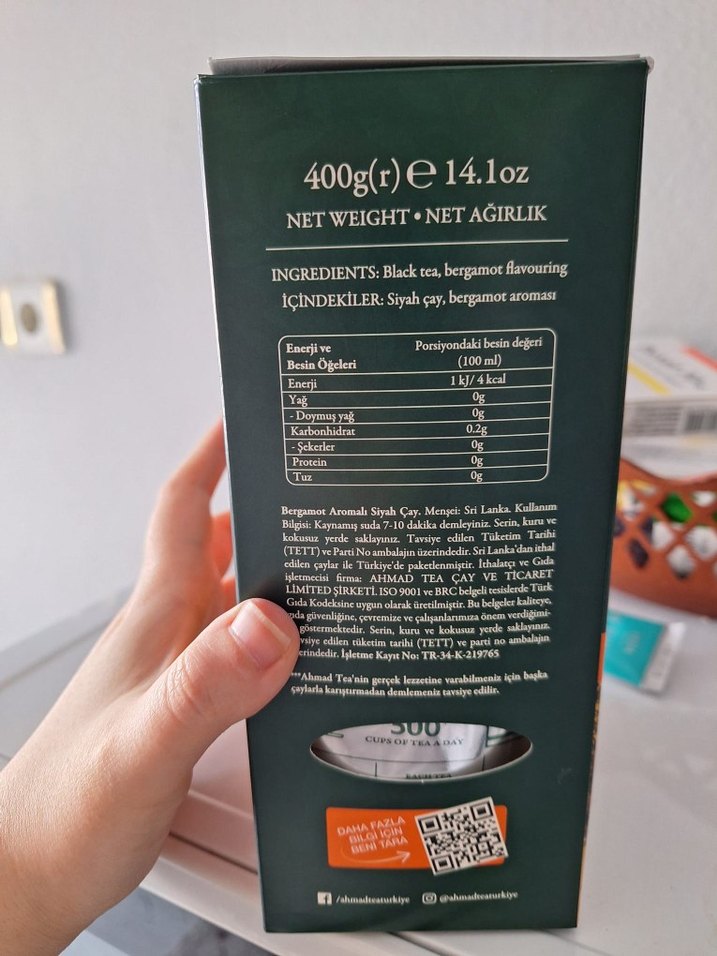 400g(r) ℮ 14.1oz
NET WEIGHT • NET AĞIRLIK
INGREDIENTS: Black tea, bergamot flavouring
İÇİNDEKİLER: Siyah çay, bergamot aroması
Enerji ve Besin Öğeleri Porsiyondaki besin değeri (100 ml)
Enerji 1 kJ/ 4 kcal
Yağ 0g
- Doymuş yağ 0g
Karbonhidrat 0.2g
- Şekerler 0g
Protein 0g
Tuz 0g
Bergamot Aromalı Siyah Çay. Menşei: Sri Lanka. Kullanım
Bilgisi: Kaynamış suda 7-10 dakika demleyiniz. Serin, kuru ve
kokusuz yerde saklayınız. Tavsiye edilen Tüketim Tarihi
(TETT) ve Parti No ambalajın üzerindedir. Sri Lanka'dan ithal
edilen çaylar ile Türkiye'de paketlenmiştir. İthalatçı ve Gıda
işletmecisi firma: AHMAD TEA ÇAY VE TİCARET
LİMİTED ŞİRKETİ. ISO 9001 ve BRC belgeli tesislerde Türk
Gıda Kodeksine uygun olarak üretilmiştir. Bu belgeler kaliteye,
gıda güvenliğine, çevremize ve çalışanlarımıza önem verdiğimi-
göstermektedir. Serin, kuru ve kokusuz yerde saklayınız.
edilen tüketim tarihi (TETT) ve parti no ambalajın
İşletme Kayıt No: TR-34-K-219765
***Ahmad Tea'nin gerçek lezzetine varabilmeniz için başka
çaylarla karıştırmadan demlemeniz tavsiye edilir.
500
CUPS OF TEA A DAY
EACH TEA
DAHA FAZLA
BİLGİ İÇİN
BENİ TARA
/ahmadteaturkiye @ahmadteaturkiye